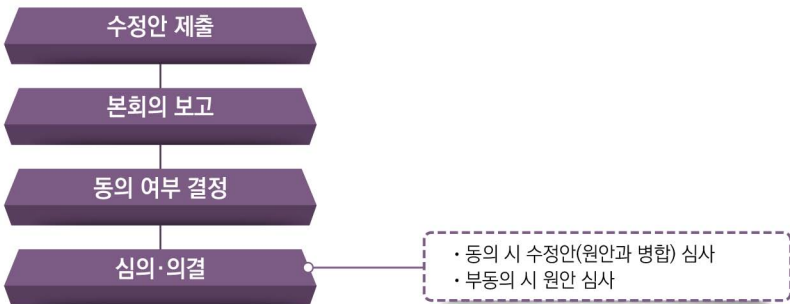 수정안 제출
본회의 보고
동의 여부 결정
심의·의결
· 동의 시 수정안(원안과 병합) 심사
· 부동의 시 원안 심사